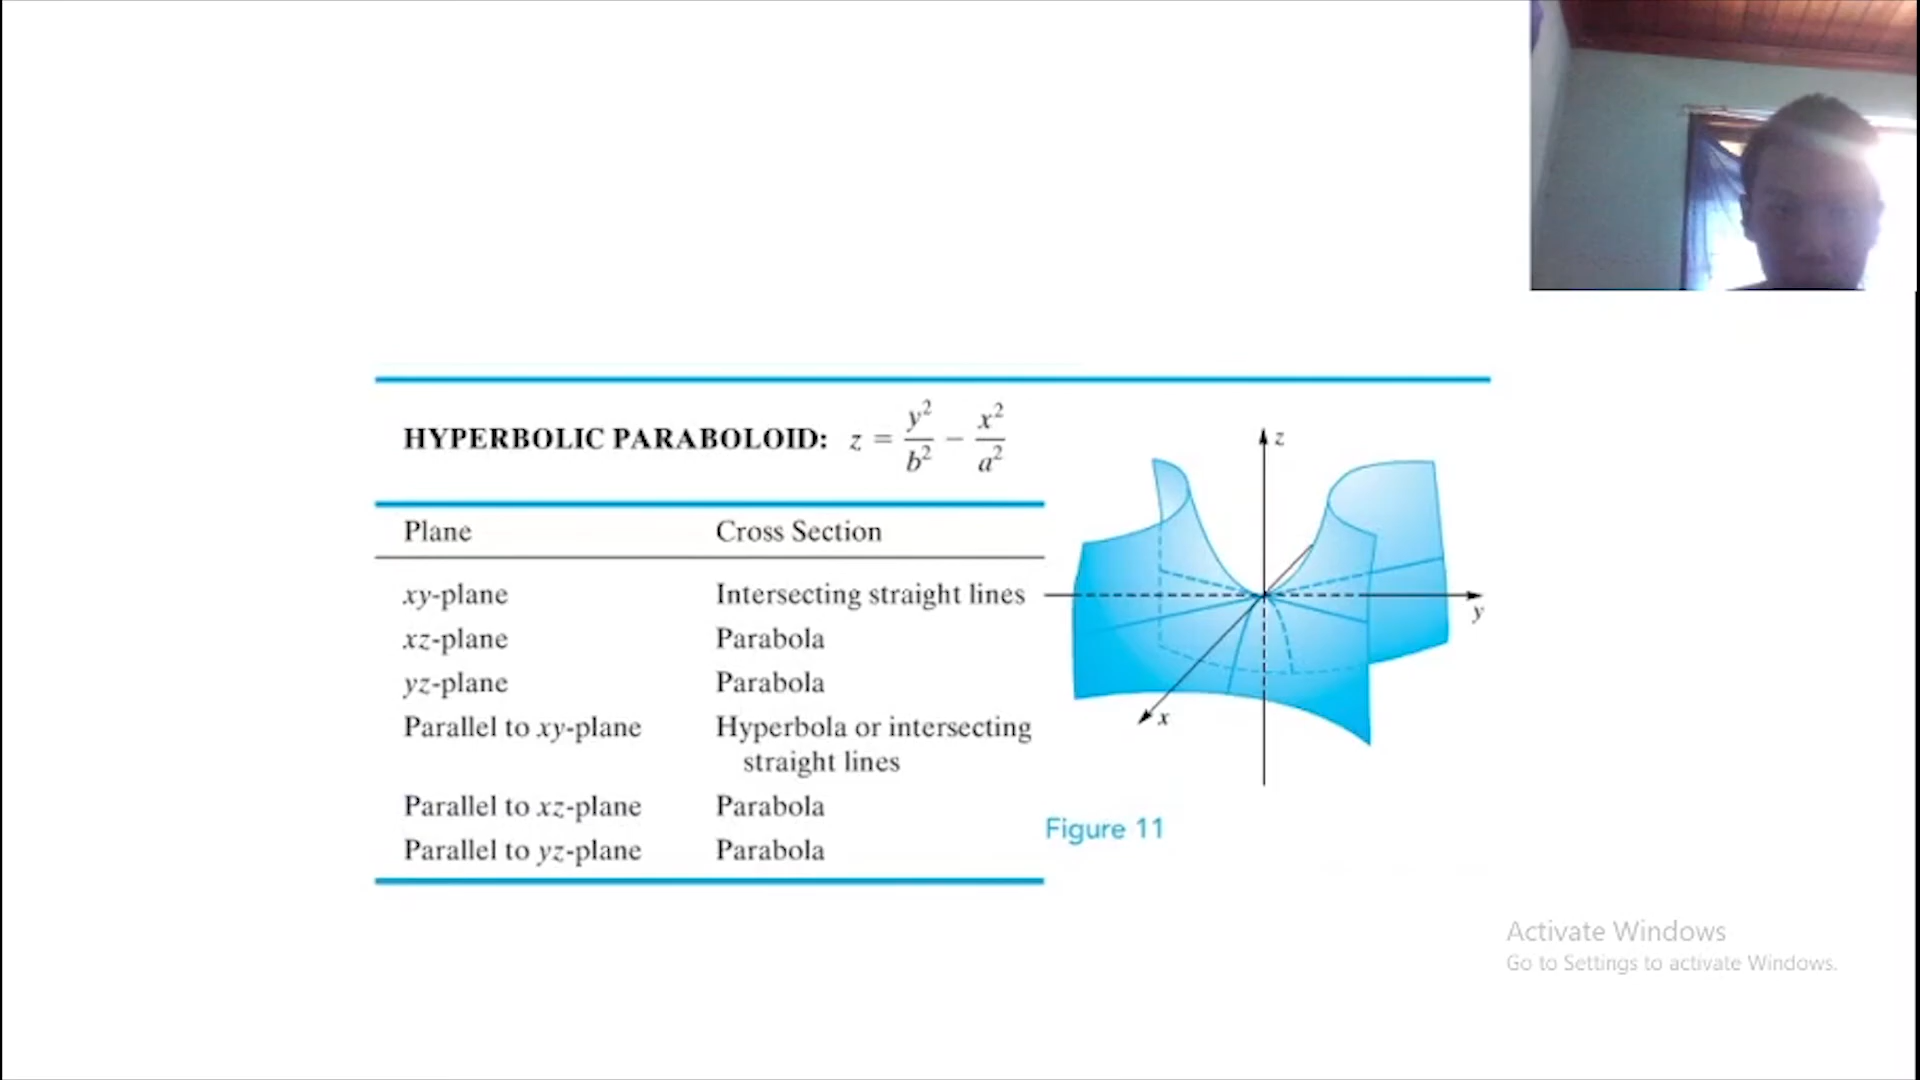 HYPERBOLIC PARABOLOID: z = y²/b² − x²/a²
Plane Cross Section
xy-plane Intersecting straight lines
xz-plane Parabola
yz-plane Parabola
Parallel to xy-plane Hyperbola or intersecting
straight lines
Parallel to xz-plane Parabola
Parallel to yz-plane Parabola
z
y
x
Figure 11
Activate Windows
Go to Settings to activate Windows.